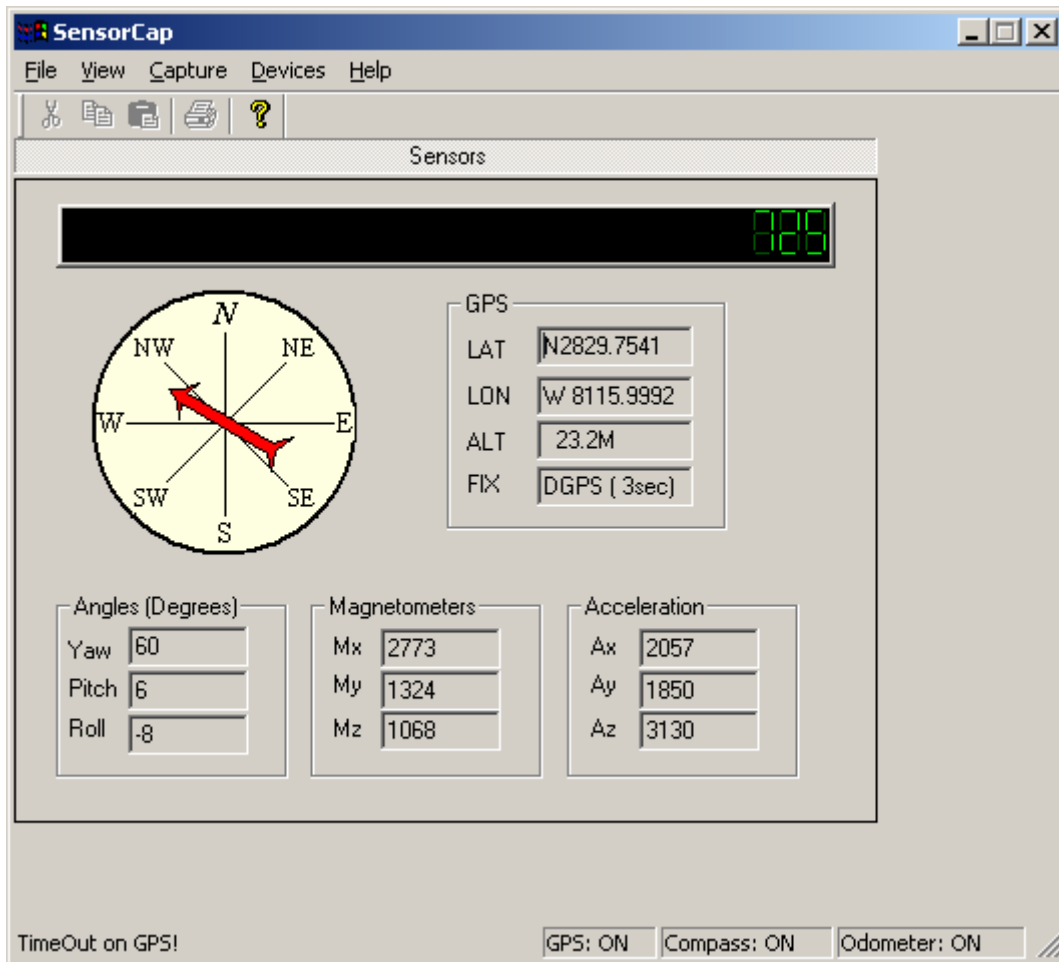 SensorCap
File View Capture Devices Help
Sensors
725
N
NW NE
W E
SW SE
S
GPS
LAT N2829.7541
LON W 8115.9992
ALT 23.2M
FIX DGPS ( 3sec)
Angles (Degrees)
Yaw 60
Pitch 6
Roll -8
Magnetometers
Mx 2773
My 1324
Mz 1068
Acceleration
Ax 2057
Ay 1850
Az 3130
TimeOut on GPS! GPS: ON Compass: ON Odometer: ON